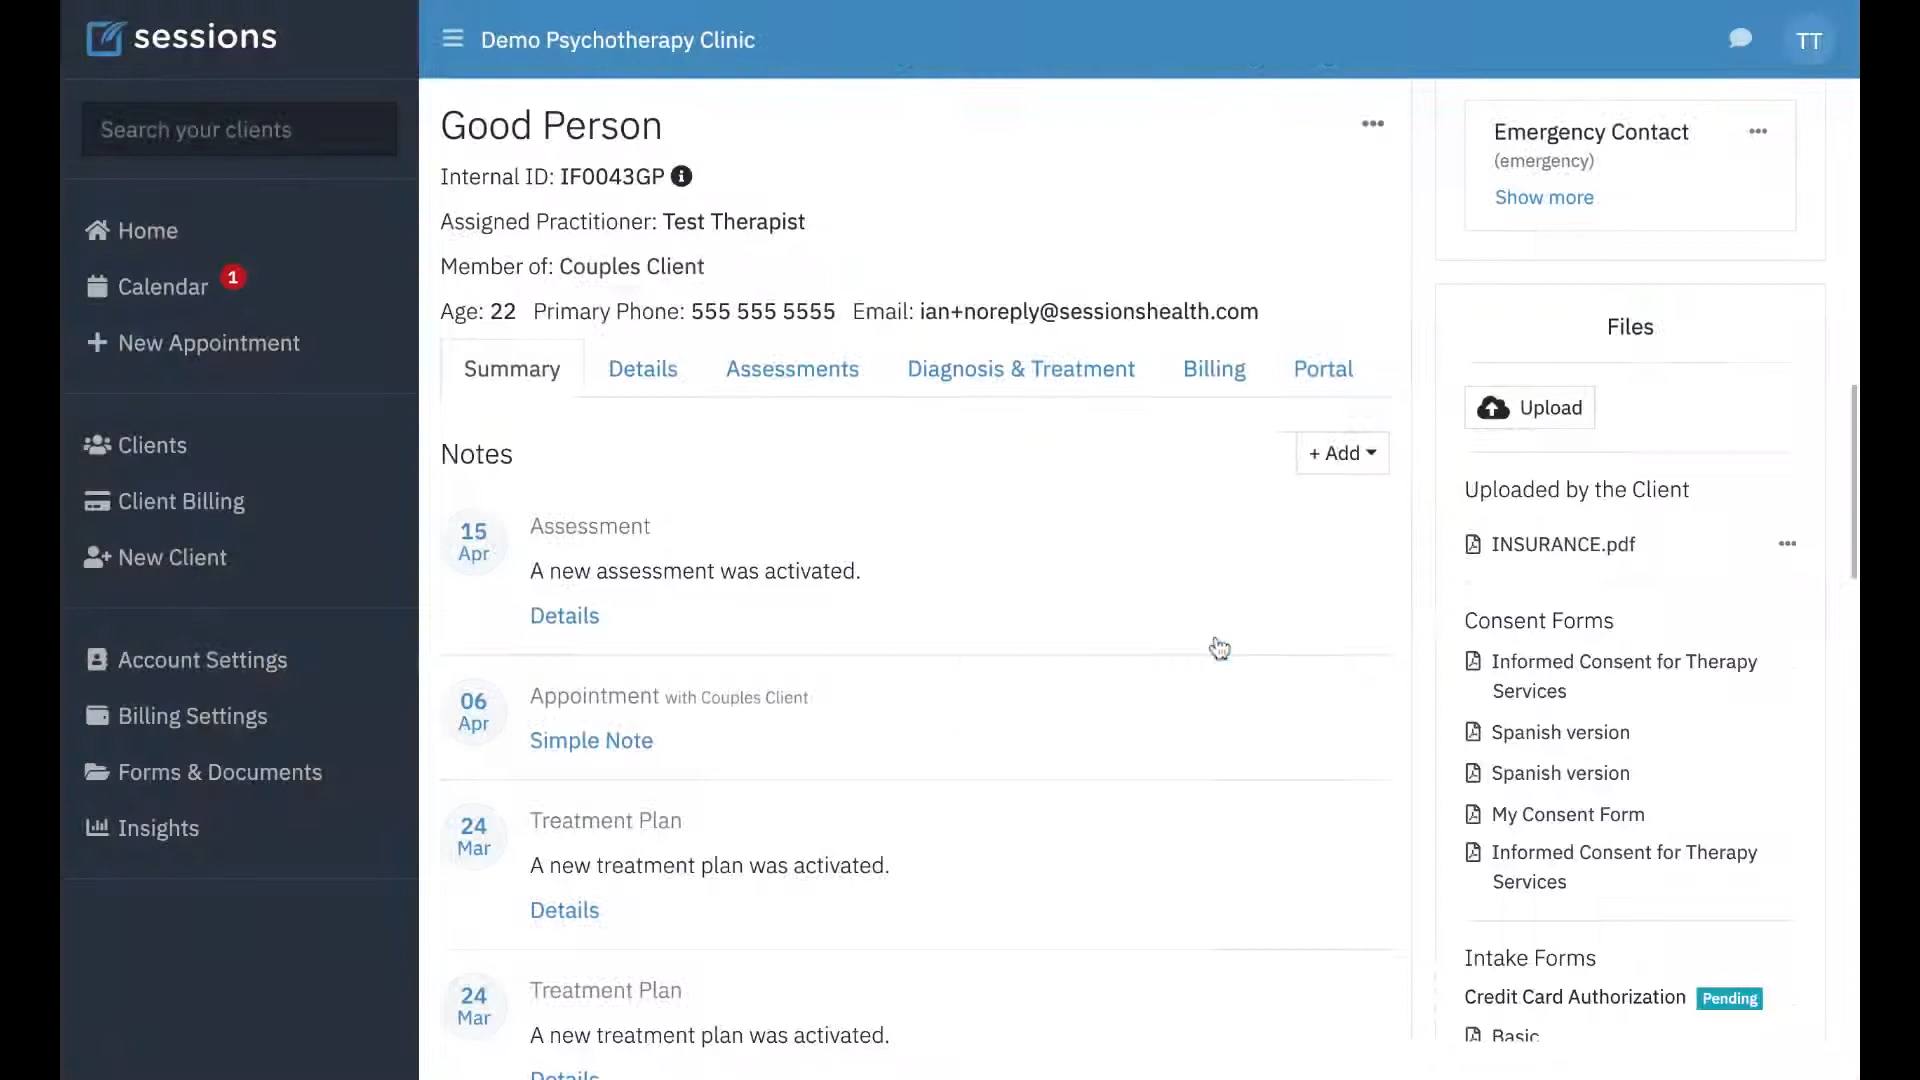 sessions
Demo Psychotherapy Clinic
TT
Search your clients
Home
Calendar 1
New Appointment
Clients
Client Billing
New Client
Account Settings
Billing Settings
Forms & Documents
Insights
Good Person
Internal ID: IF0043GP
Assigned Practitioner: Test Therapist
Member of: Couples Client
Age: 22 Primary Phone: 555 555 5555 Email: ian+noreply@sessionshealth.com
Summary Details Assessments Diagnosis & Treatment Billing Portal
Notes
+ Add
15
Apr
Assessment
A new assessment was activated.
Details
06
Apr
Appointment with Couples Client
Simple Note
24
Mar
Treatment Plan
A new treatment plan was activated.
Details
24
Mar
Treatment Plan
A new treatment plan was activated.
Details
Emergency Contact
(emergency)
Show more
Files
Upload
Uploaded by the Client
INSURANCE.pdf
Consent Forms
Informed Consent for Therapy
Services
Spanish version
Spanish version
My Consent Form
Informed Consent for Therapy
Services
Intake Forms
Credit Card Authorization Pending
Basic